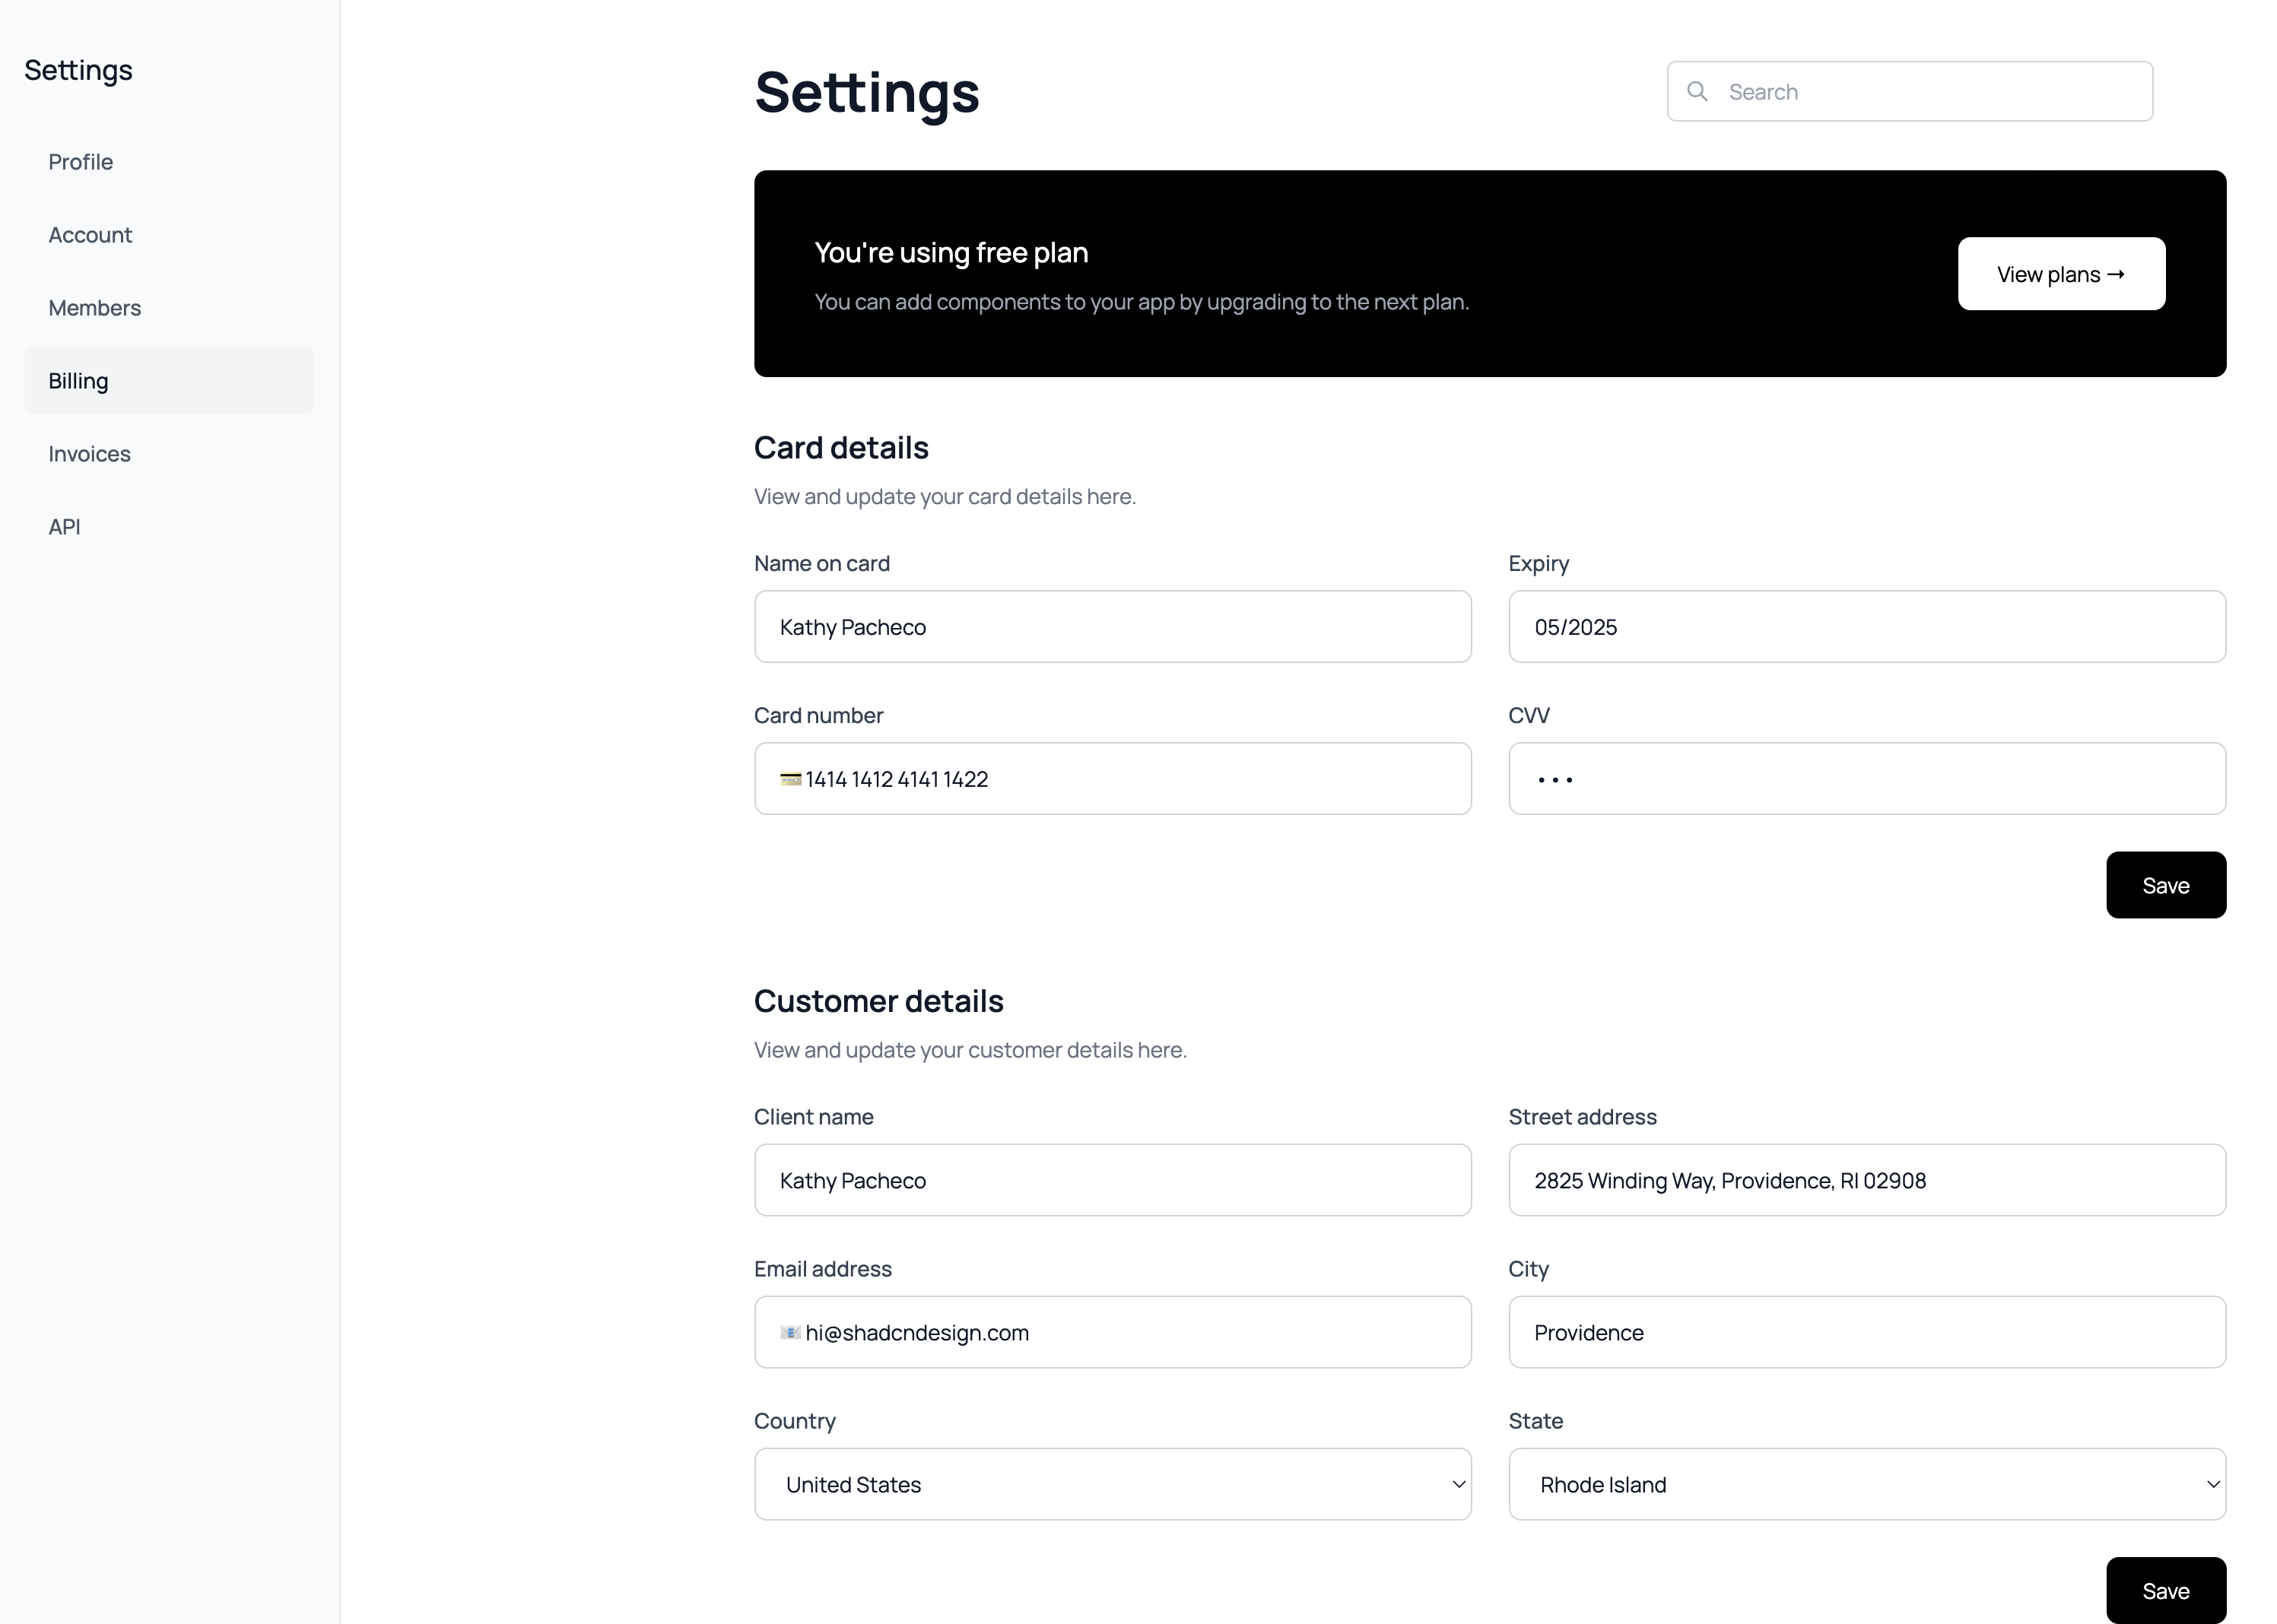 Settings
Profile
Account
Members
Billing
Invoices
API
Settings
Search
You're using free plan
You can add components to your app by upgrading to the next plan.
View plans →
Card details
View and update your card details here.
Name on card
Expiry
Kathy Pacheco
05/2025
Card number
CVV
💳 1414 1412 4141 1422
•••
Save
Customer details
View and update your customer details here.
Client name
Street address
Kathy Pacheco
2825 Winding Way, Providence, RI 02908
Email address
City
📧 hi@shadcndesign.com
Providence
Country
State
United States
Rhode Island
Save